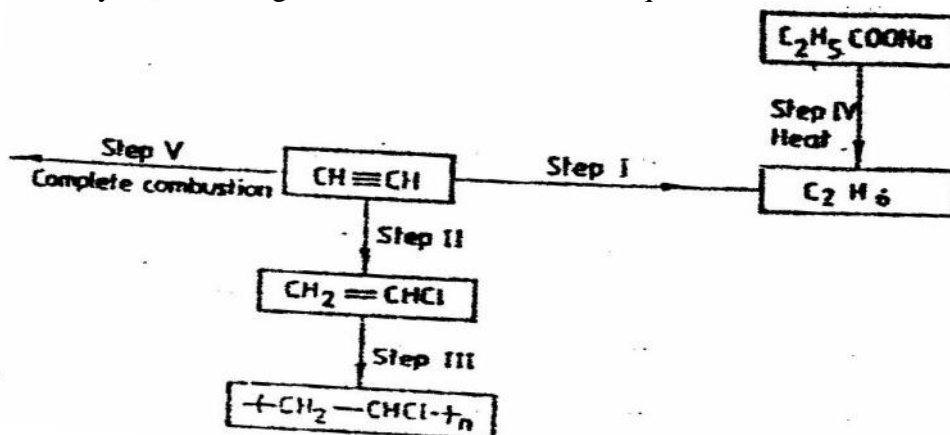 C₂H₅COONa
Step IV
Heat
Step V
Complete combustion
CH≡CH
Step I
C₂H₆
Step II
CH₂=CHCl
Step III
-(-CH₂—CHCl-)-n